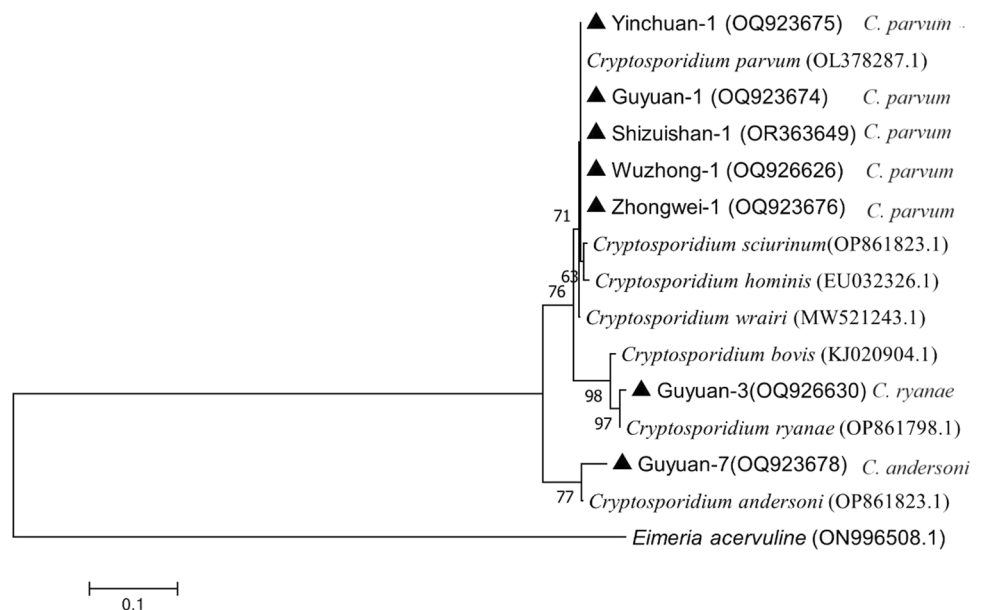 ▲ Yinchuan-1 (OQ923675) C. parvum
Cryptosporidium parvum (OL378287.1)
▲ Guyuan-1 (OQ923674) C. parvum
▲ Shizuishan-1 (OR363649) C. parvum
▲ Wuzhong-1 (OQ926626) C. parvum
▲ Zhongwei-1 (OQ923676) C. parvum
71
Cryptosporidium sciurinum(OP861823.1)
63
Cryptosporidium hominis (EU032326.1)
76
Cryptosporidium wrairi (MW521243.1)
Cryptosporidium bovis (KJ020904.1)
98
▲ Guyuan-3(OQ926630) C. ryanae
97
Cryptosporidium ryanae (OP861798.1)
▲ Guyuan-7(OQ923678) C. andersoni
77
Cryptosporidium andersoni (OP861823.1)
Eimeria acervuline (ON996508.1)
0.1